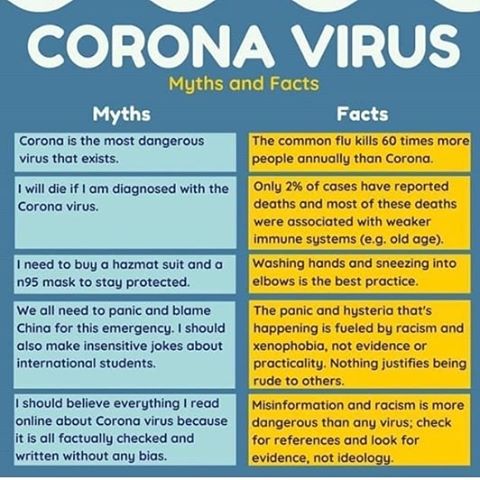 CORONA VIRUS
Myths and Facts
Myths
Facts
Corona is the most dangerous
virus that exists.
The common flu kills 60 times more
people annually than Corona.
I will die if I am diagnosed with the
Corona virus.
Only 2% of cases have reported
deaths and most of these deaths
were associated with weaker
immune systems (e.g. old age).
I need to buy a hazmat suit and a
n95 mask to stay protected.
Washing hands and sneezing into
elbows is the best practice.
We all need to panic and blame
China for this emergency. I should
also make insensitive jokes about
international students.
The panic and hysteria that's
happening is fueled by racism and
xenophobia, not evidence or
practicality. Nothing justifies being
rude to others.
I should believe everything I read
online about Corona virus because
it is all factually checked and
written without any bias.
Misinformation and racism is more
dangerous than any virus; check
for references and look for
evidence, not ideology.